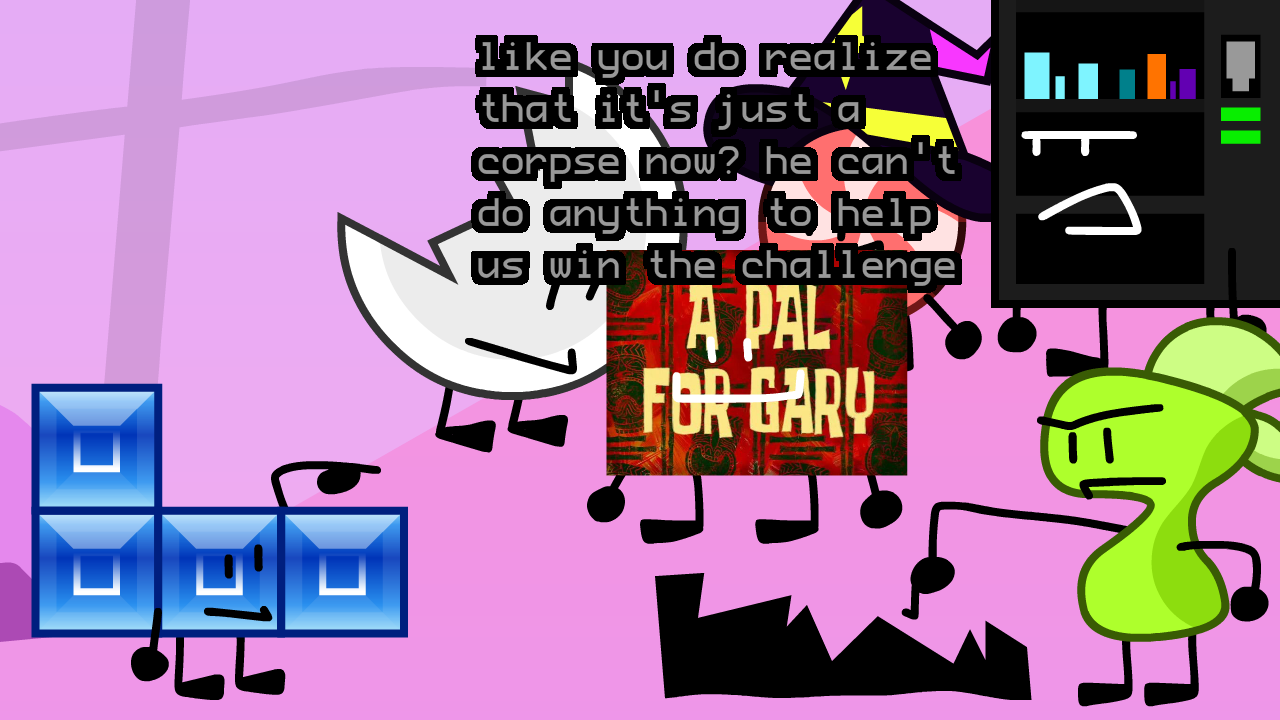 like you do realize
that it's just a
corpse now? he can't
do anything to help
us win the challenge
A PAL
FOR GARY